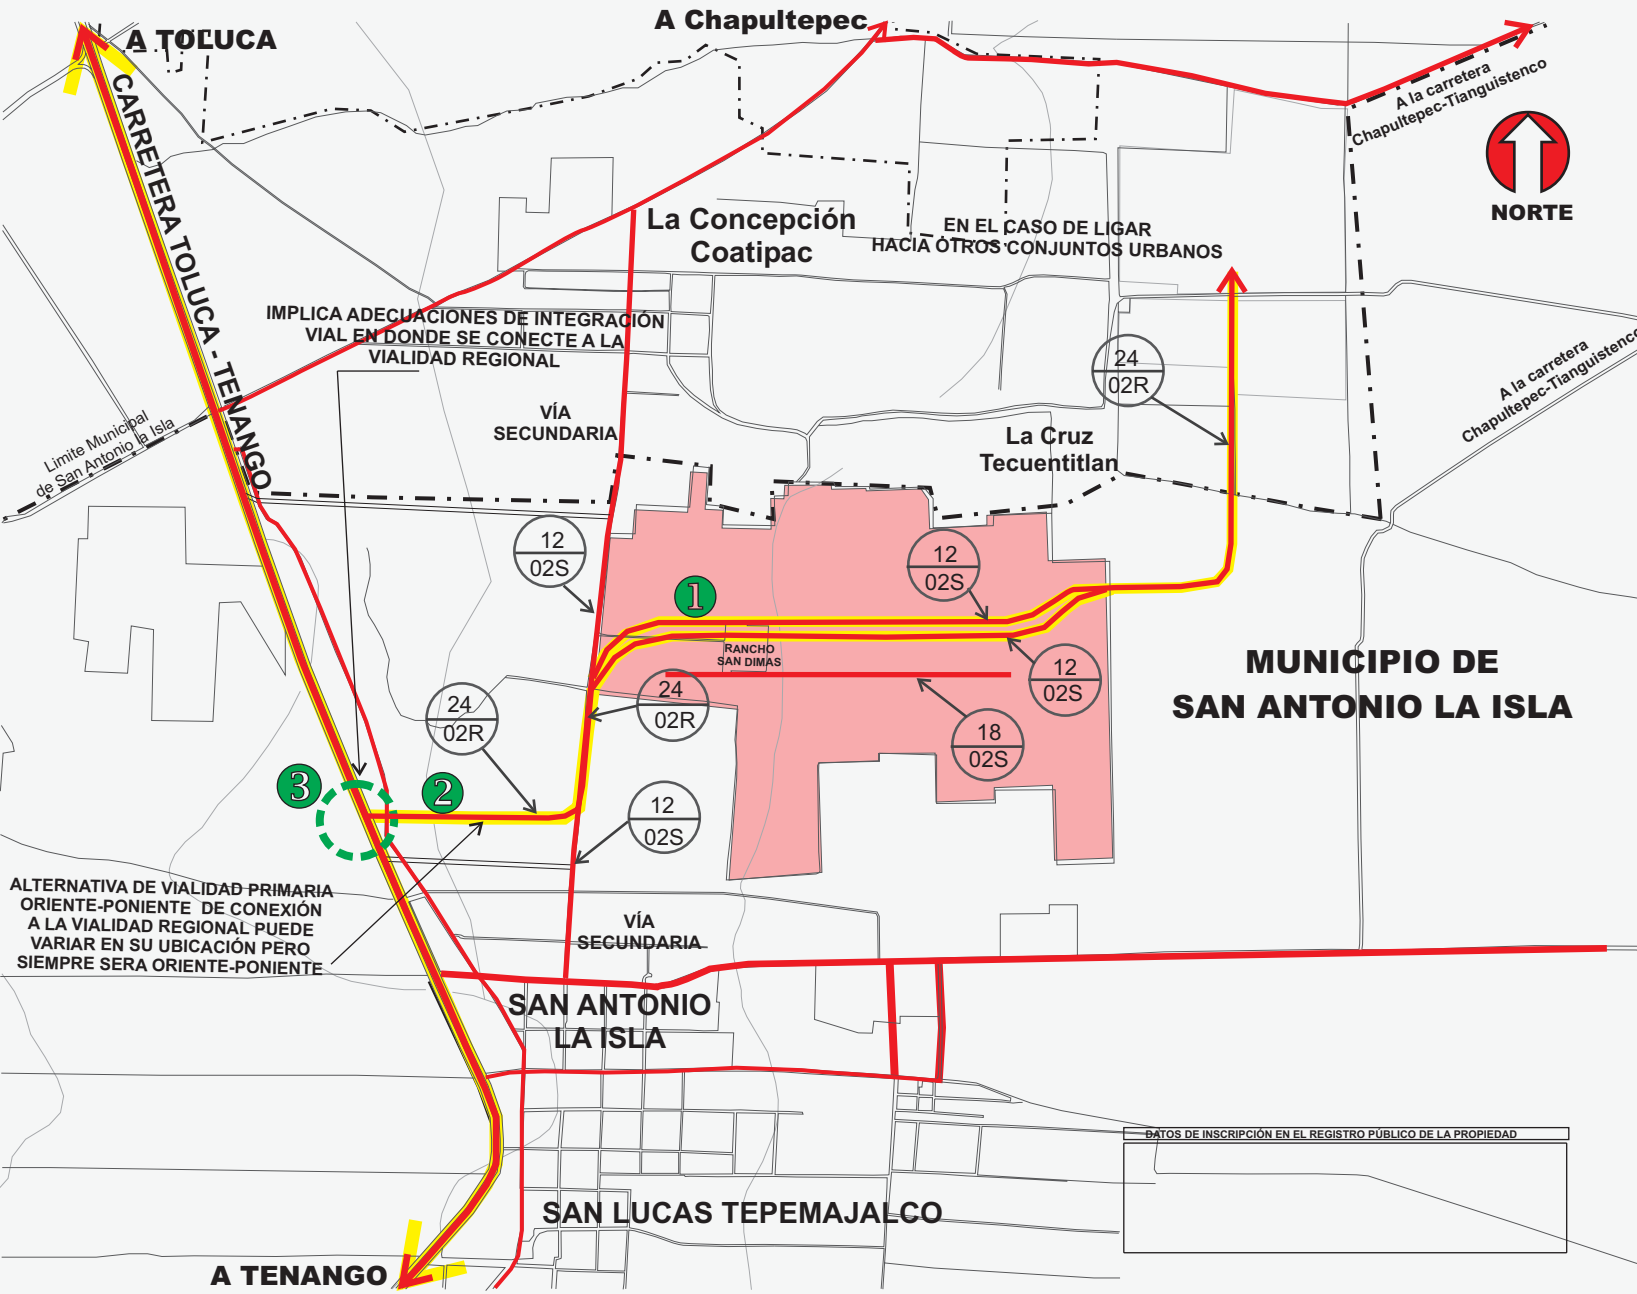 A Chapultepec
A TOLUCA
CARRETERA TOLUCA - TENANGO
A la carretera
Chapultepec-Tianguistenco
NORTE
La Concepción
Coatipac
EN EL CASO DE LIGAR
HACIA OTROS CONJUNTOS URBANOS
IMPLICA ADECUACIONES DE INTEGRACIÓN
VIAL EN DONDE SE CONECTE A LA
VIALIDAD REGIONAL
24
02R
A la carretera
Chapultepec-Tianguistenco
VÍA
SECUNDARIA
Limite Municipal
de San Antonio la Isla
La Cruz
Tecuentitlan
12
02S
12
02S
1
RANCHO
SAN DIMAS
12
02S
MUNICIPIO DE
SAN ANTONIO LA ISLA
24
02R
24
02R
18
02S
3
2
12
02S
ALTERNATIVA DE VIALIDAD PRIMARIA
ORIENTE-PONIENTE DE CONEXIÓN
A LA VIALIDAD REGIONAL PUEDE
VARIAR EN SU UBICACIÓN PERO
SIEMPRE SERA ORIENTE-PONIENTE
VÍA
SECUNDARIA
SAN ANTONIO
LA ISLA
DATOS DE INSCRIPCIÓN EN EL REGISTRO PÚBLICO DE LA PROPIEDAD
SAN LUCAS TEPEMAJALCO
A TENANGO